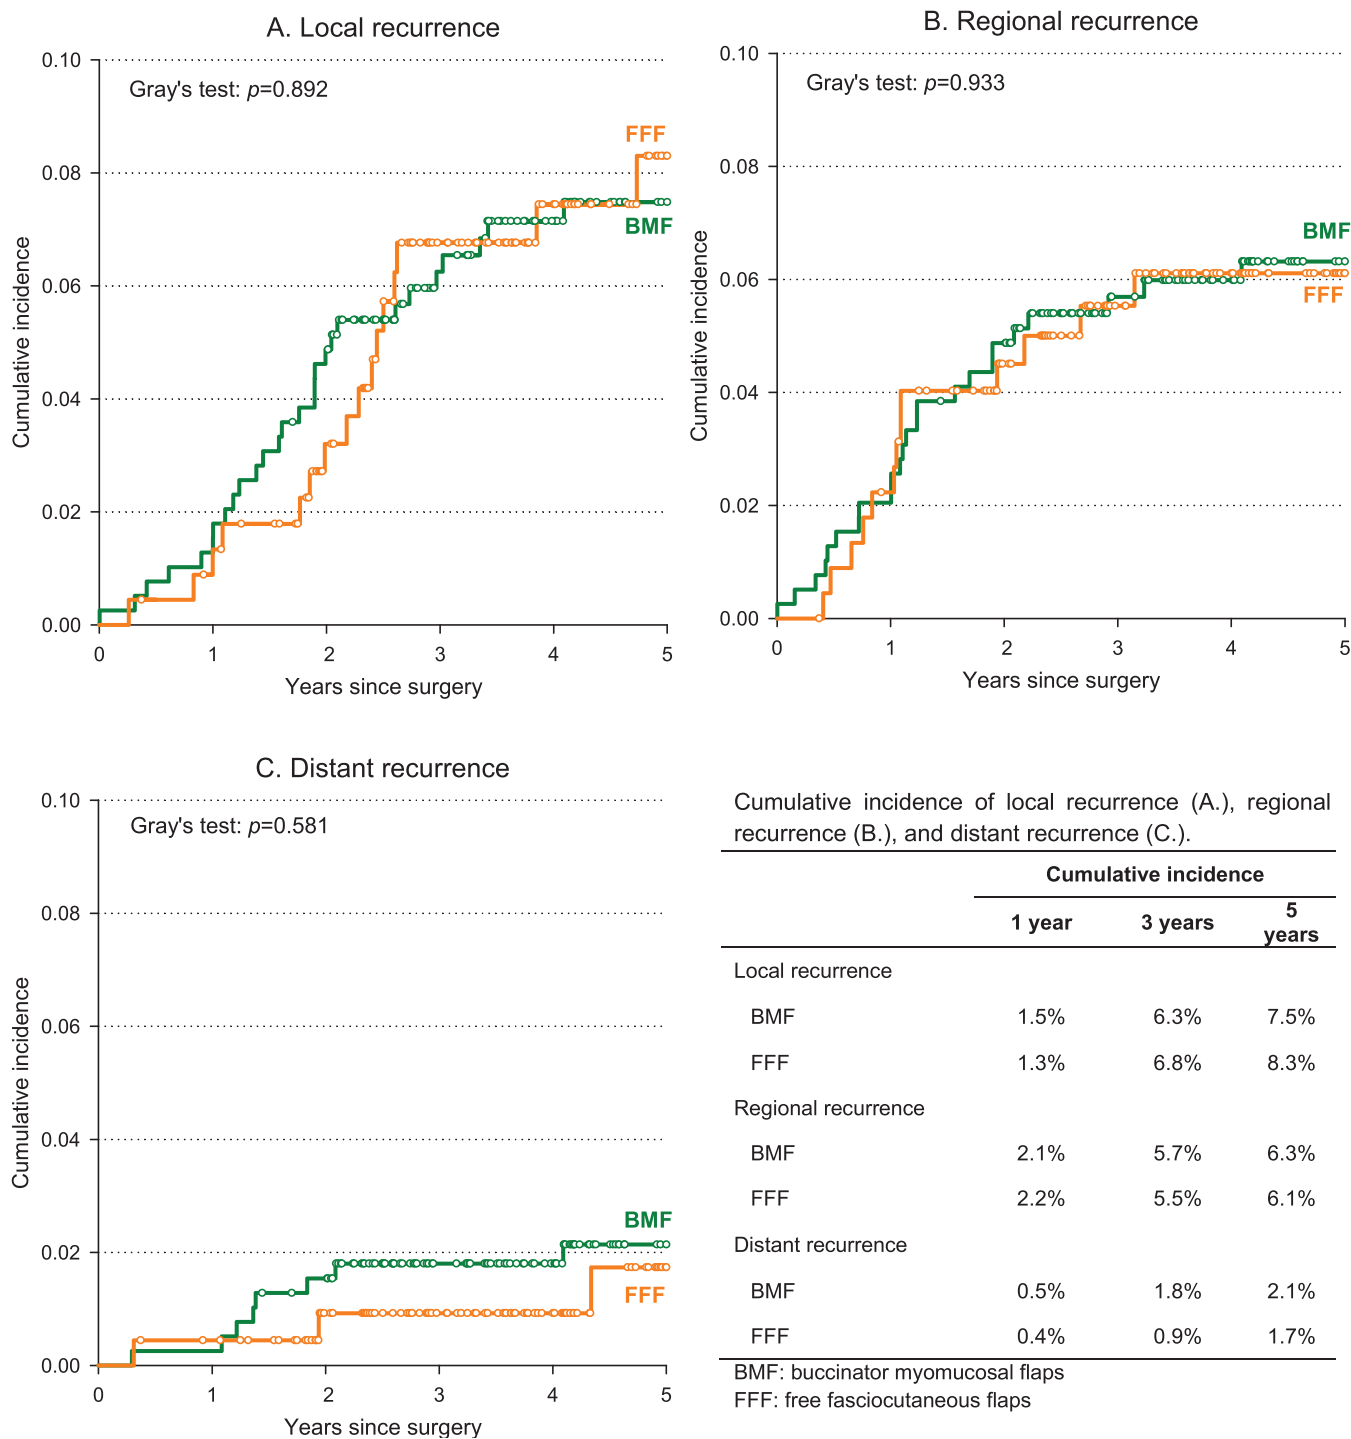 A. Local recurrence
Gray's test: p=0.892
Cumulative incidence
0.10
0.08
0.06
0.04
0.02
0.00
FFF
BMF
0 1 2 3 4 5
Years since surgery
B. Regional recurrence
Gray's test: p=0.933
Cumulative incidence
0.10
0.08
0.06
0.04
0.02
0.00
BMF
FFF
0 1 2 3 4 5
Years since surgery
C. Distant recurrence
Gray's test: p=0.581
Cumulative incidence
0.10
0.08
0.06
0.04
0.02
0.00
BMF
FFF
0 1 2 3 4 5
Years since surgery
Cumulative incidence of local recurrence (A.), regional
recurrence (B.), and distant recurrence (C.).
Cumulative incidence
1 year 3 years 5 years
Local recurrence
BMF 1.5% 6.3% 7.5%
FFF 1.3% 6.8% 8.3%
Regional recurrence
BMF 2.1% 5.7% 6.3%
FFF 2.2% 5.5% 6.1%
Distant recurrence
BMF 0.5% 1.8% 2.1%
FFF 0.4% 0.9% 1.7%
BMF: buccinator myomucosal flaps
FFF: free fasciocutaneous flaps